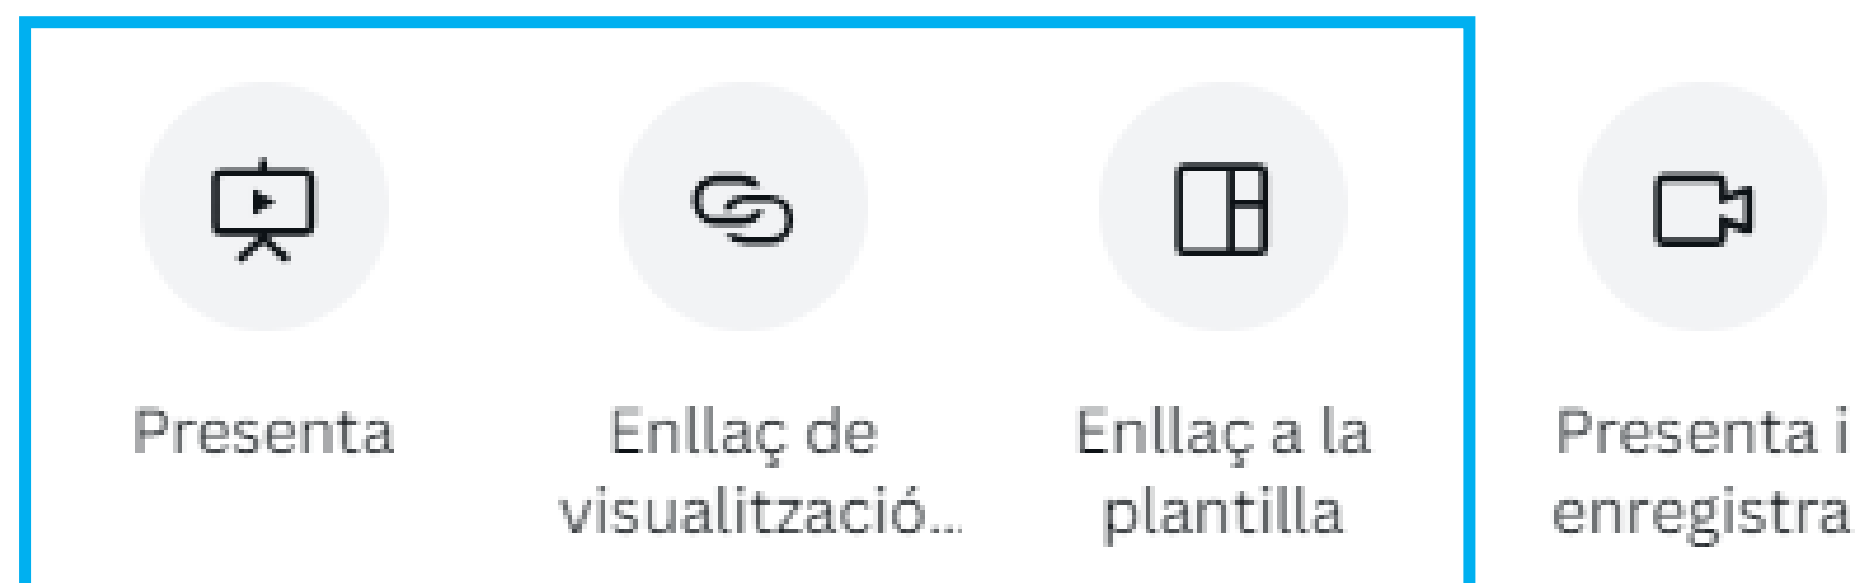 Presenta
Enllaç de
visualització...
Enllaç a la
plantilla
Presenta i
enregistra